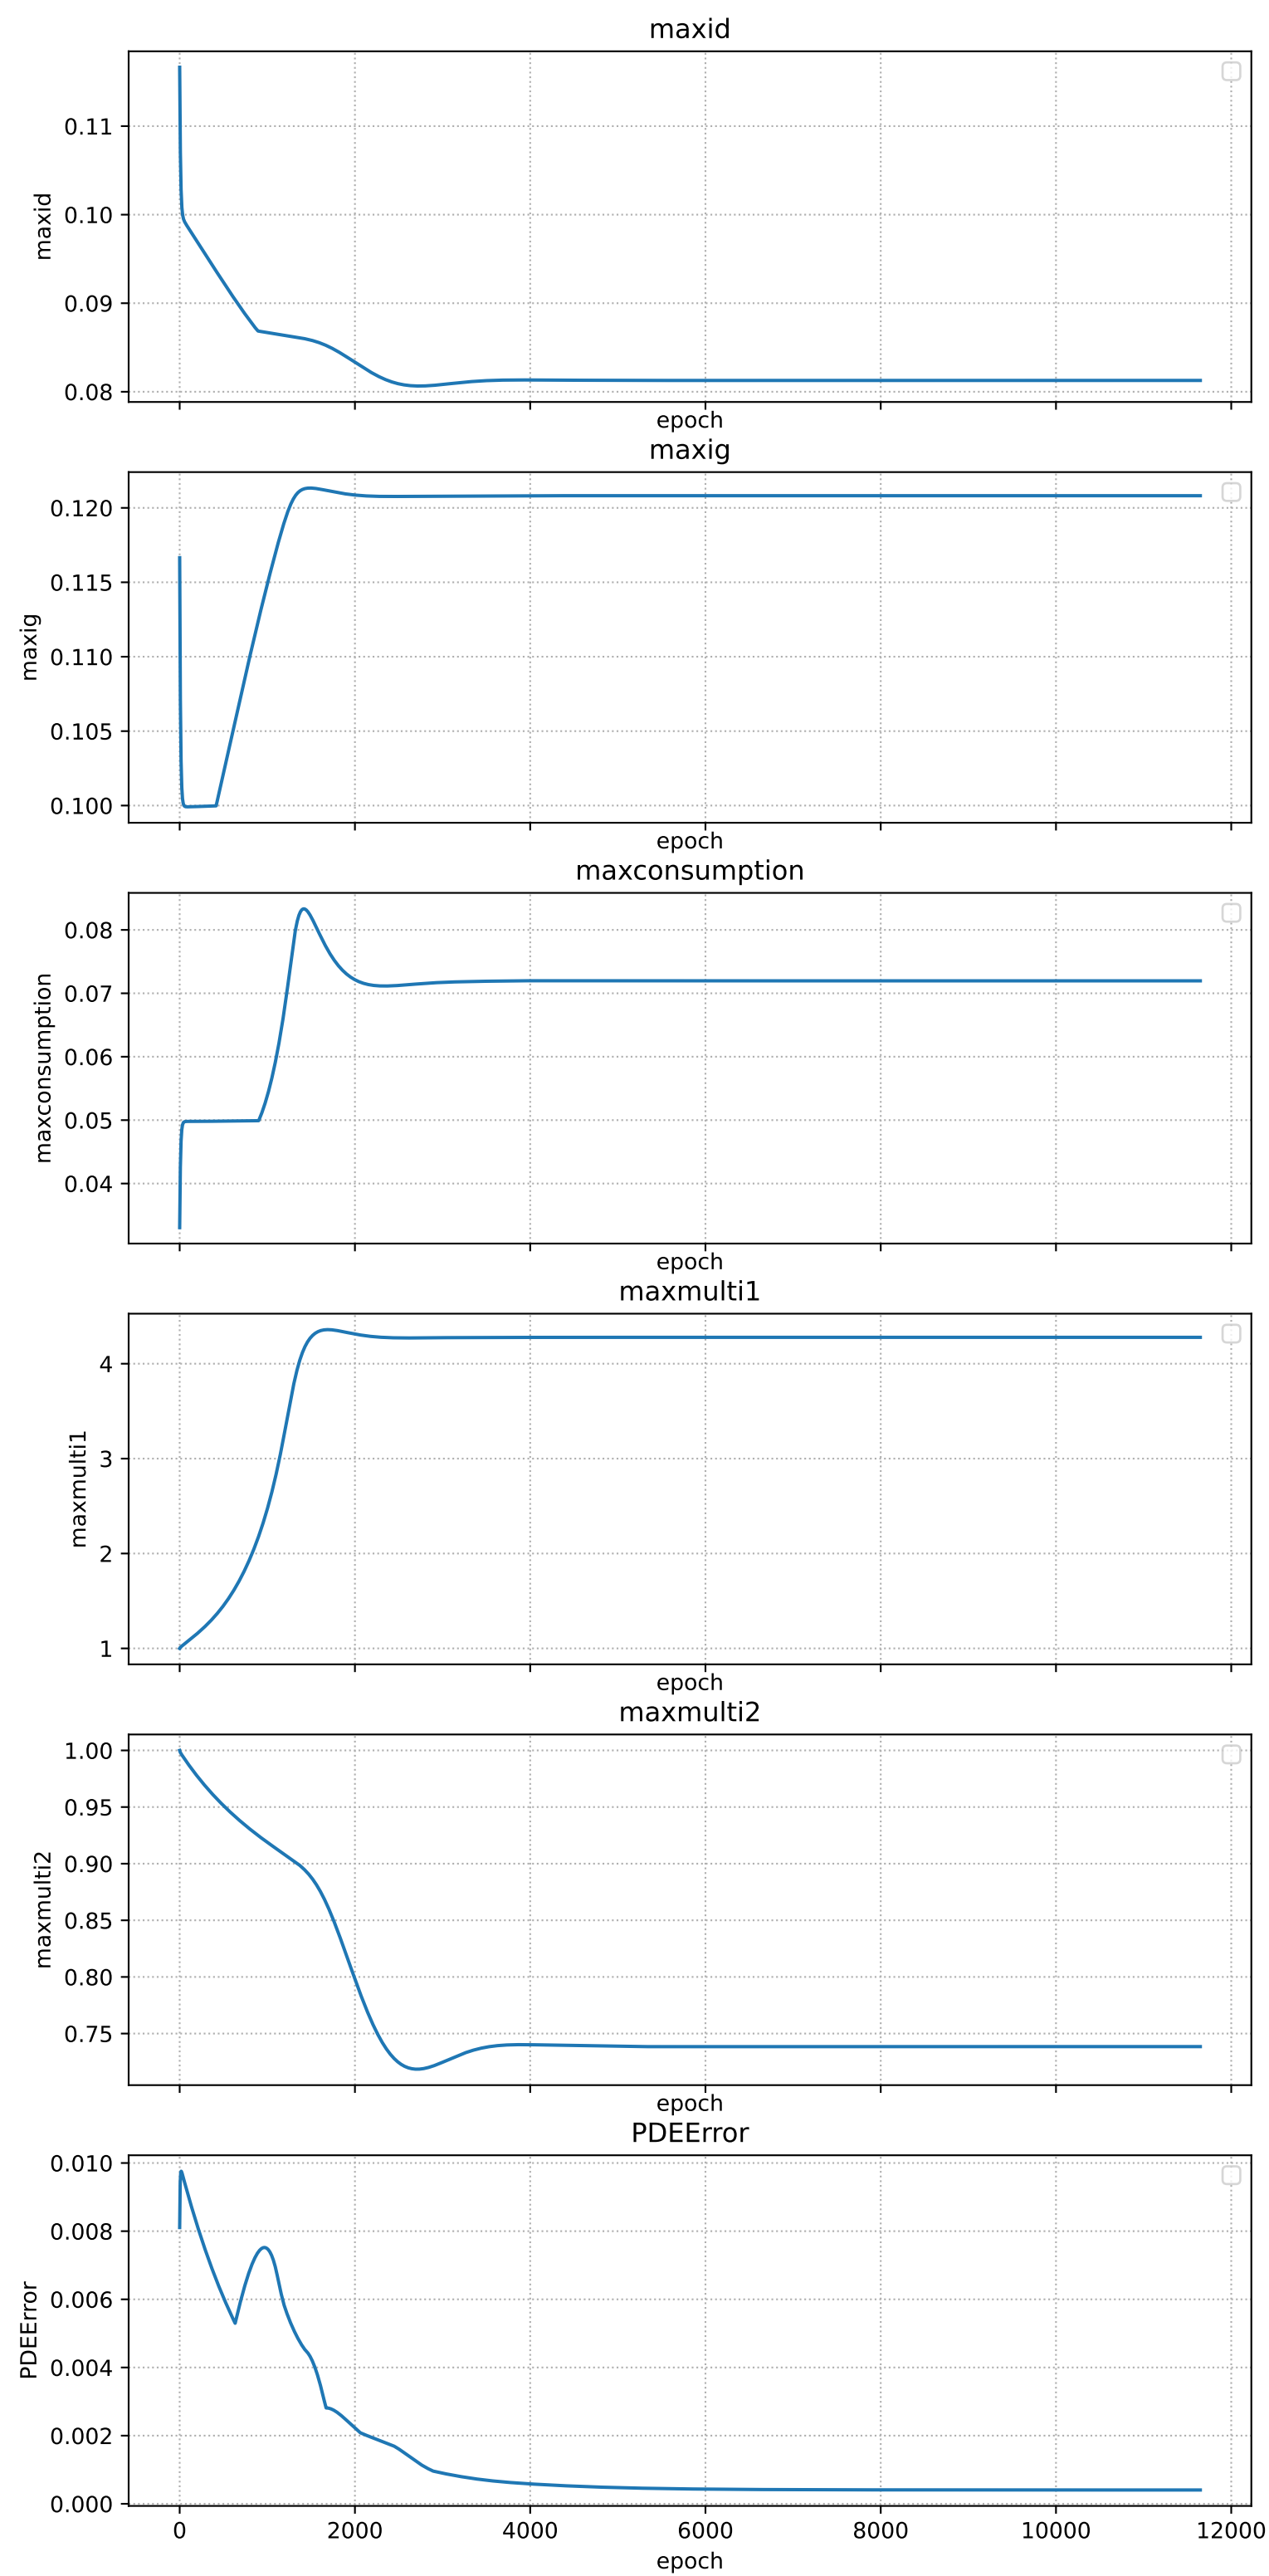 maxid
0.11
0.10
0.09
0.08
maxid
epoch
maxig
0.120
0.115
0.110
0.105
0.100
maxig
epoch
maxconsumption
0.08
0.07
0.06
0.05
0.04
maxconsumption
epoch
maxmulti1
4
3
2
1
maxmulti1
epoch
maxmulti2
1.00
0.95
0.90
0.85
0.80
0.75
maxmulti2
epoch
PDEError
0.010
0.008
0.006
0.004
0.002
0.000
PDEError
0 2000 4000 6000 8000 10000 12000
epoch